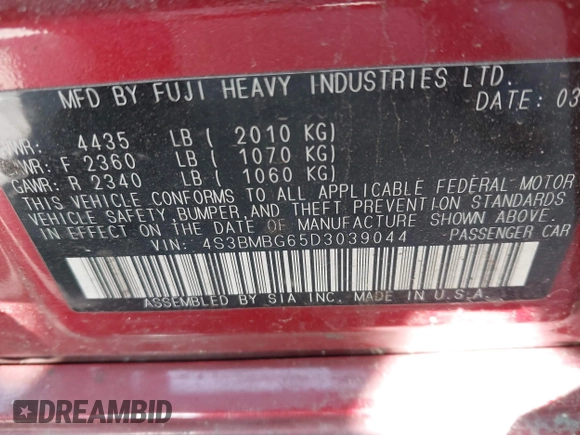 MFD BY FUJI HEAVY INDUSTRIES LTD.
DATE: 03
WR: 4435 LB ( 2010 KG)
GAWR: F 2360 LB ( 1070 KG)
GAWR: R 2340 LB ( 1060 KG)
THIS VEHICLE CONFORMS TO ALL APPLICABLE FEDERAL MOTOR
VEHICLE SAFETY, BUMPER, AND THEFT PREVENTION STANDARDS
IN EFFECT ON THE DATE OF MANUFACTURE SHOWN ABOVE.
VIN: 4S3BMBG65D3039044 PASSENGER CAR
ASSEMBLED BY SIA INC. MADE IN U.S.A.
DREAMBID